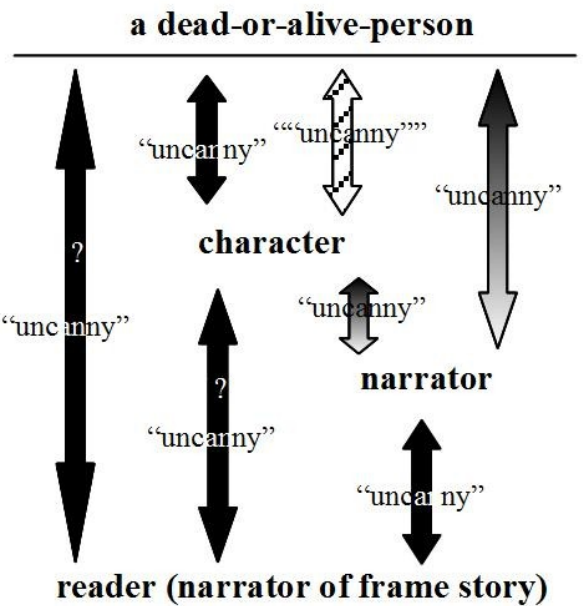 a dead-or-alive-person
“uncanny” ““uncanny””
“uncanny”
character
?
“uncanny”
“uncanny”
narrator
?
“uncanny”
“uncanny”
reader (narrator of frame story)